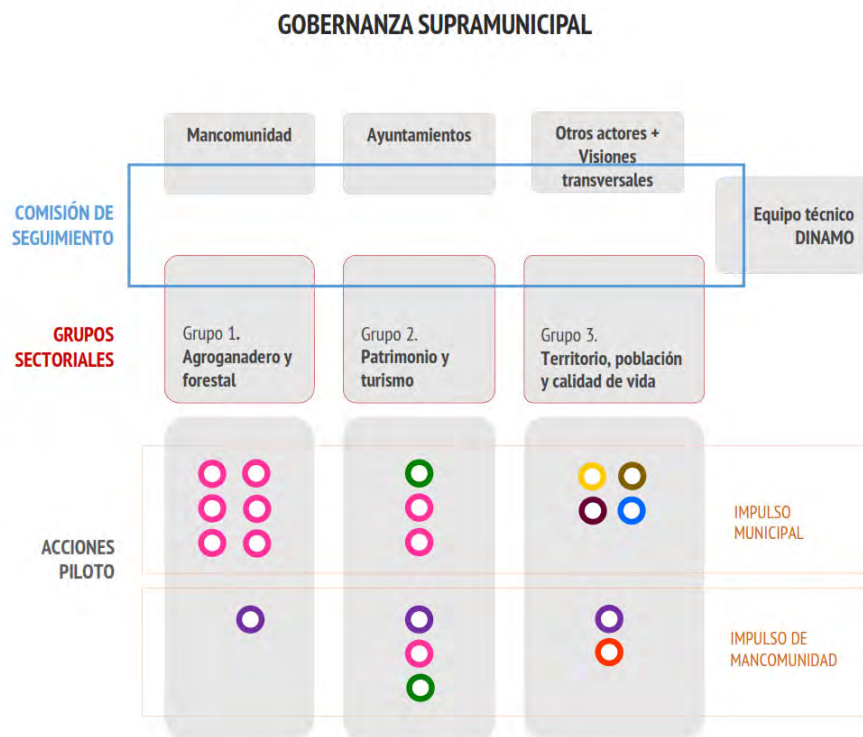 GOBERNANZA SUPRAMUNICIPAL
Mancomunidad
Ayuntamientos
Otros actores +
Visiones
transversales
COMISIÓN DE
SEGUIMIENTO
Equipo técnico
DINAMO
GRUPOS
SECTORIALES
Grupo 1.
Agroganadero y
forestal
Grupo 2.
Patrimonio y
turismo
Grupo 3.
Territorio, población
y calidad de vida
ACCIONES
PILOTO
IMPULSO
MUNICIPAL
IMPULSO DE
MANCOMUNIDAD